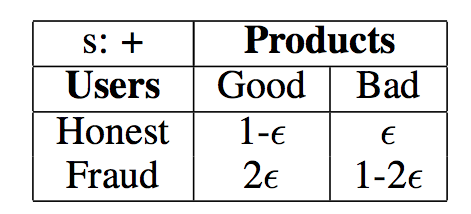 s: + Products
Users Good Bad
Honest 1-ϵ ϵ
Fraud 2ϵ 1-2ϵ